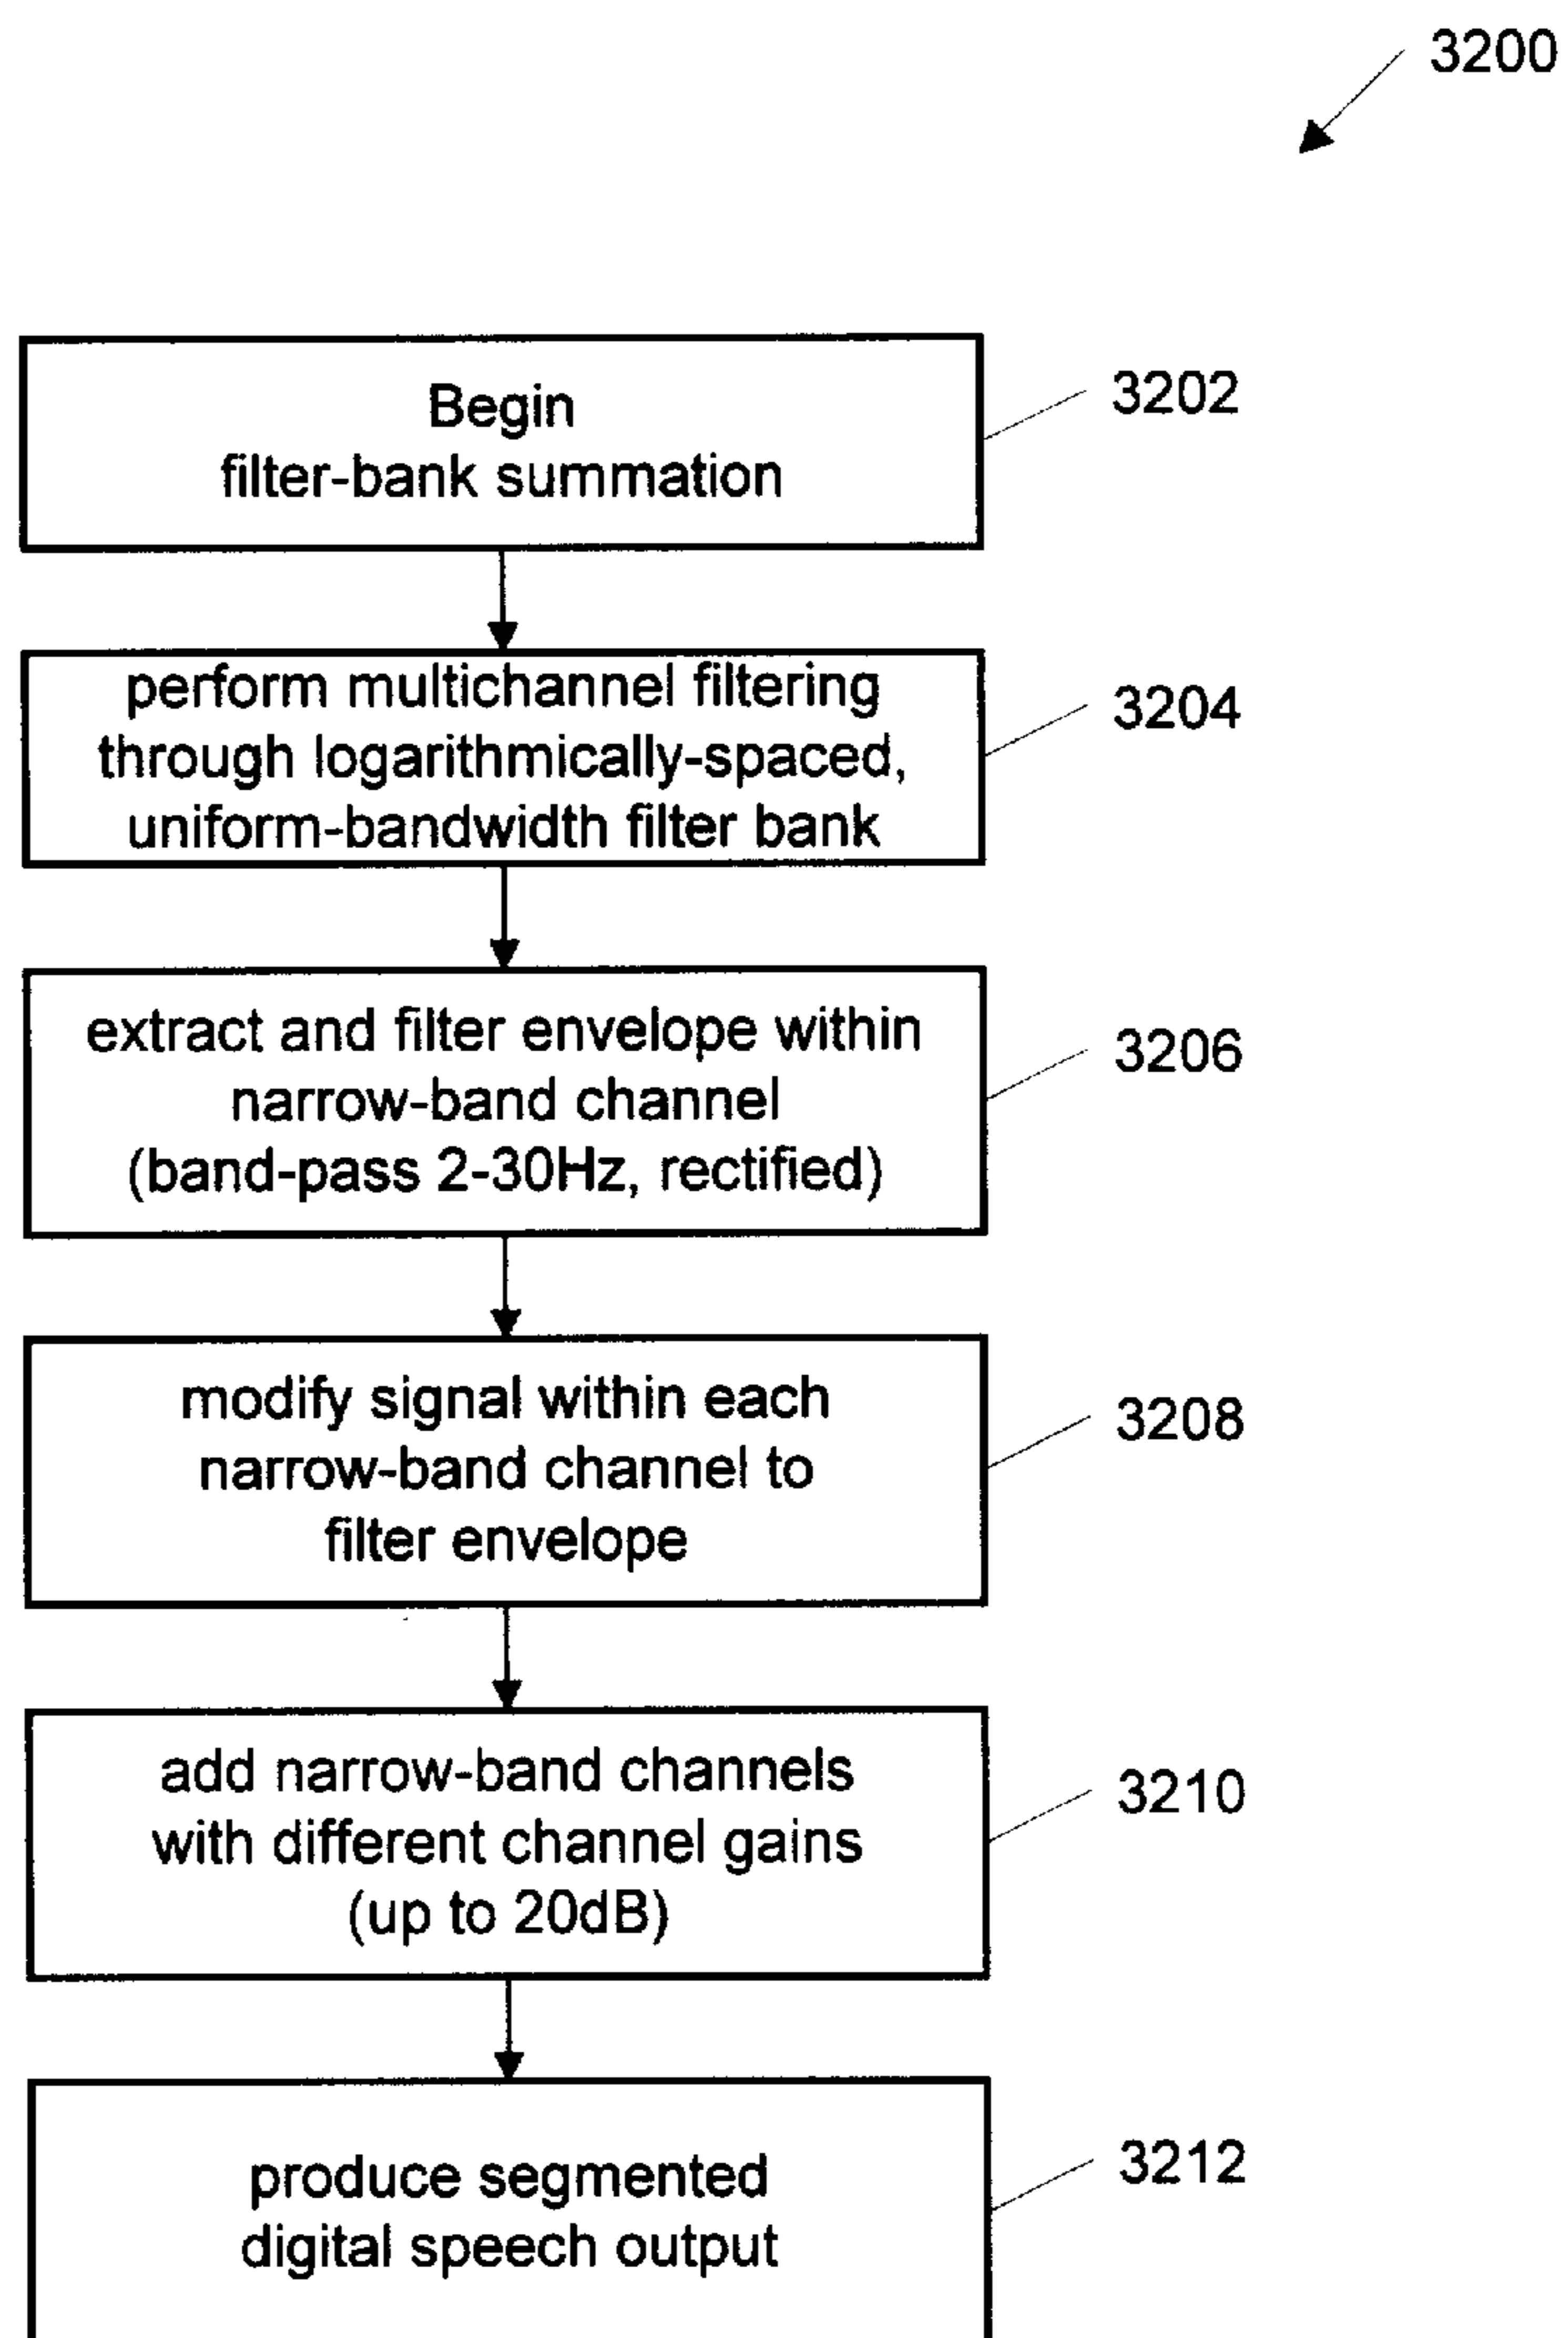 3200
Begin
filter-bank summation
3202
perform multichannel filtering
through logarithmically-spaced,
uniform-bandwidth filter bank
3204
extract and filter envelope within
narrow-band channel
(band-pass 2-30Hz, rectified)
3206
modify signal within each
narrow-band channel to
filter envelope
3208
add narrow-band channels
with different channel gains
(up to 20dB)
3210
produce segmented
digital speech output
3212